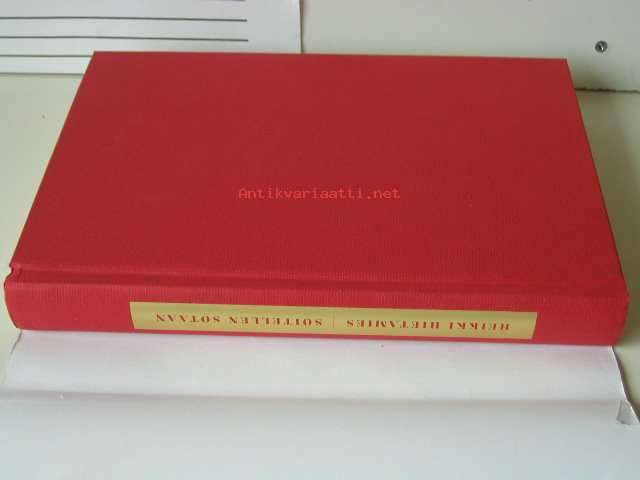 Antikvariaatti.net
HEIKKI HIETAMIES | SOITELLEN SOTAAN